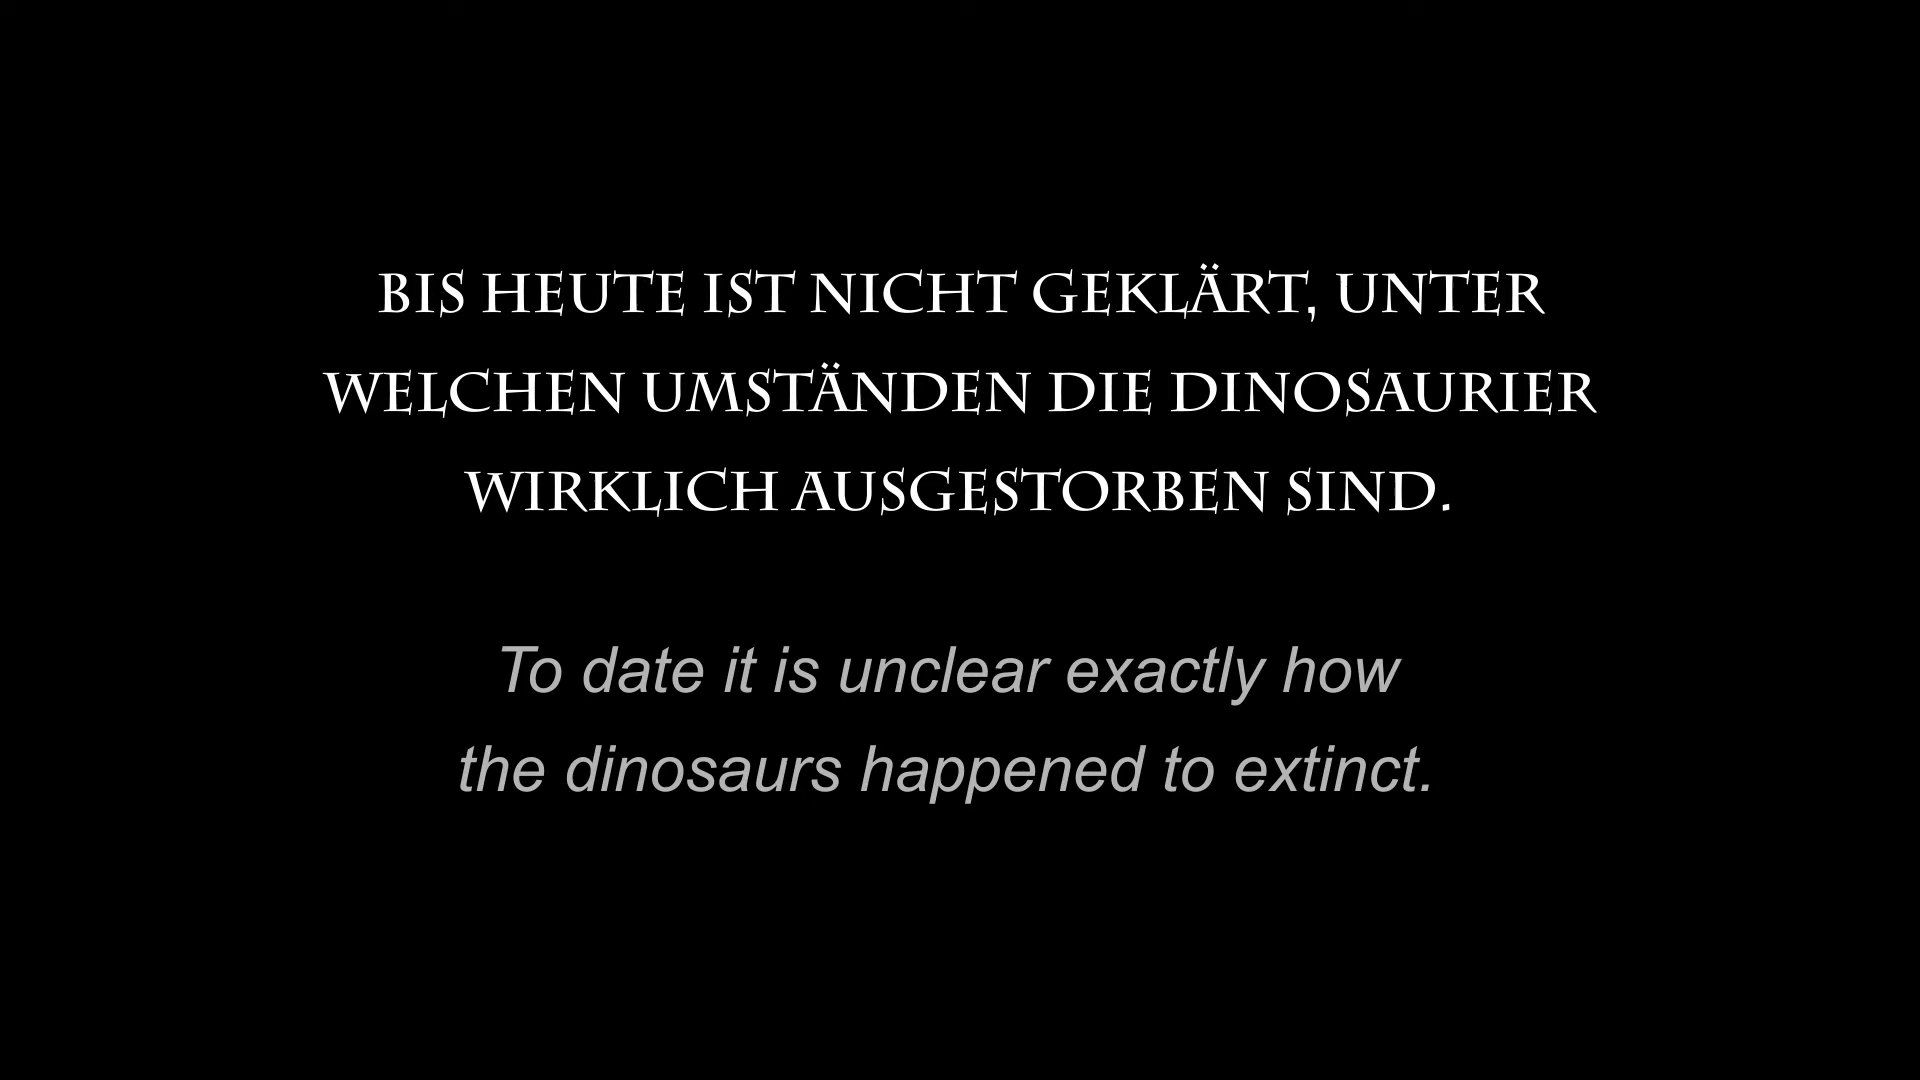 BIS HEUTE IST NICHT GEKLÄRT, UNTER
WELCHEN UMSTÄNDEN DIE DINOSAURIER
WIRKLICH AUSGESTORBEN SIND.
To date it is unclear exactly how
the dinosaurs happened to extinct.